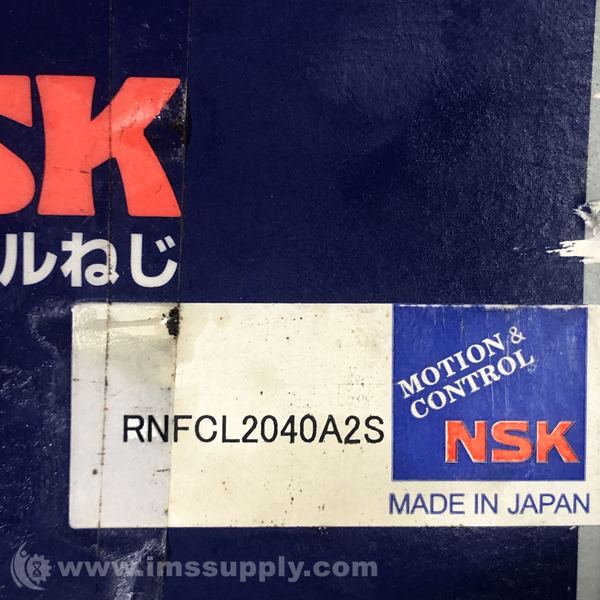 SK
ルねじ
MOTION &
CONTROL
RNFCL2040A2S
NSK
MADE IN JAPAN
www.imssupply.com